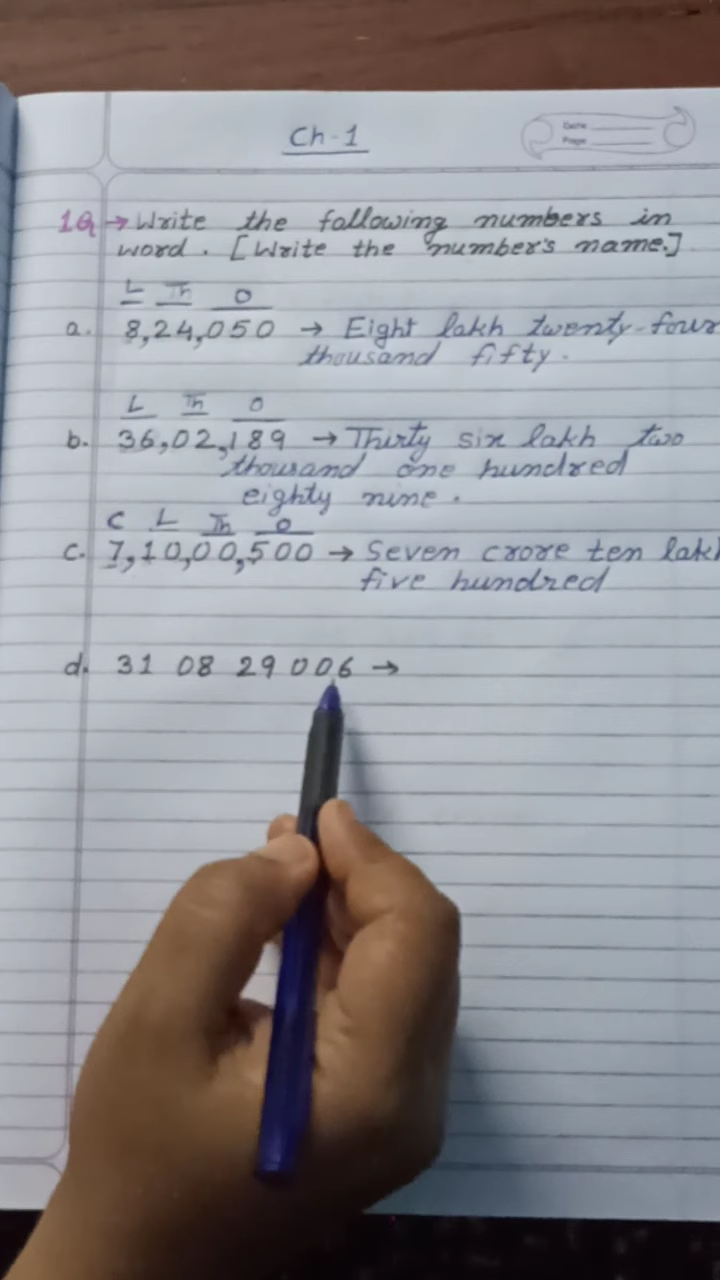 Ch-1
Date
Page
1Q → Write the following numbers in
word. [Write the number's name.]
L Th O
a. 8,24,050 → Eight lakh twenty-four
thousand fifty.
L Th O
b. 36,02,189 → Thirty six lakh two
thousand one hundred
eighty nine.
C L Th O
c. 7,10,00,500 → Seven crore ten lakh
five hundred
d. 31 08 29 006 →